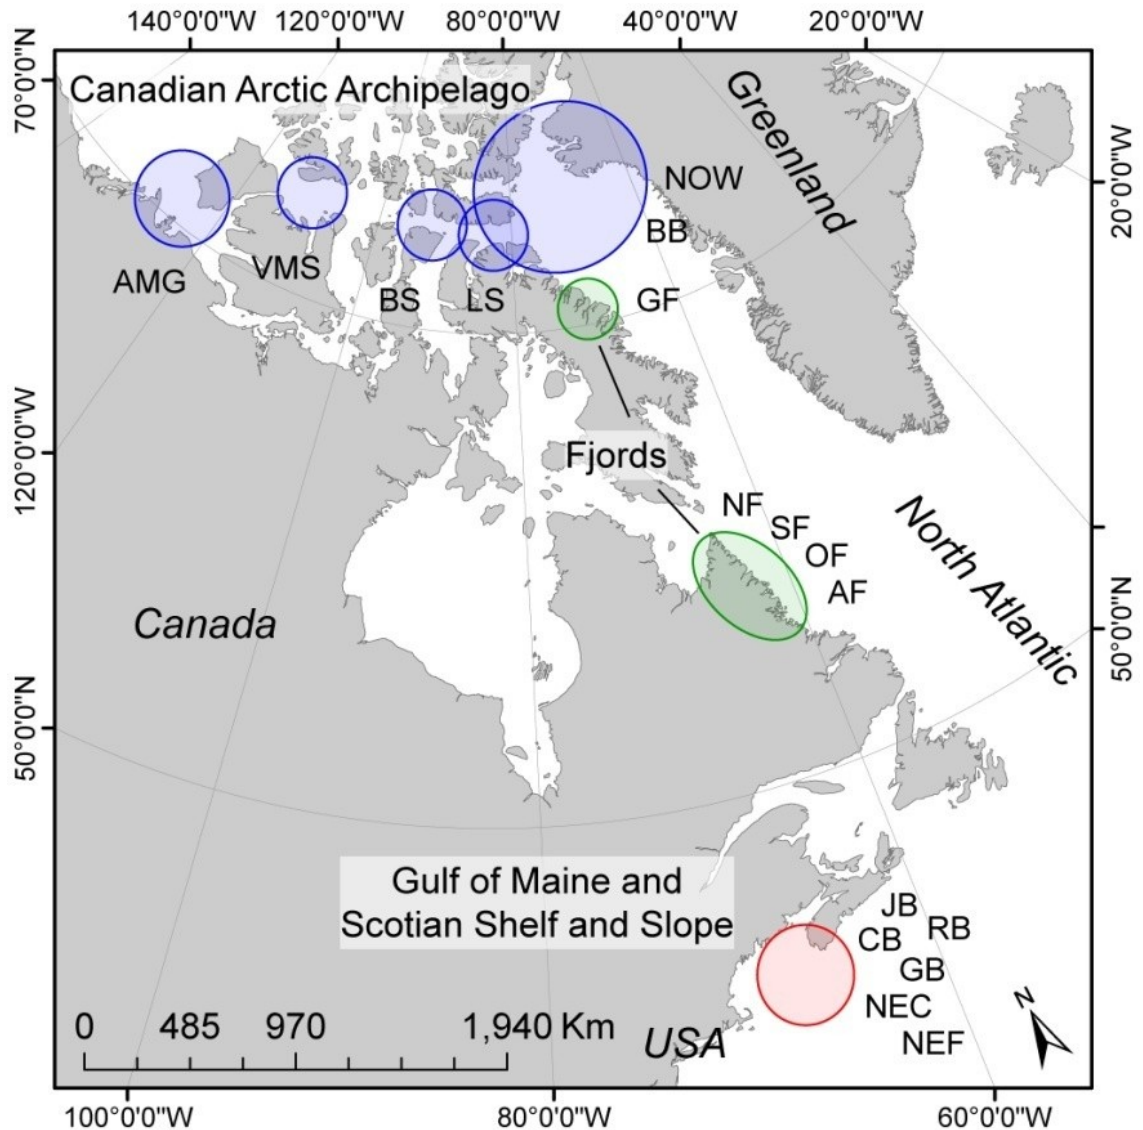 140°0'0"W 120°0'0"W 80°0'0"W 40°0'0"W 20°0'0"W
70°0'0"N
Canadian Arctic Archipelago
Greenland
NOW
20°0'0"W
BB
VMS
AMG
BS
LS
GF
120°0'0"W
Fjords
NF
SF
OF
AF
North Atlantic
Canada
50°0'0"N
50°0'0"N
Gulf of Maine and
Scotian Shelf and Slope
JB
RB
CB
GB
NEC
NEF
N
0 485 970 1,940 Km
USA
100°0'0"W 80°0'0"W 60°0'0"W